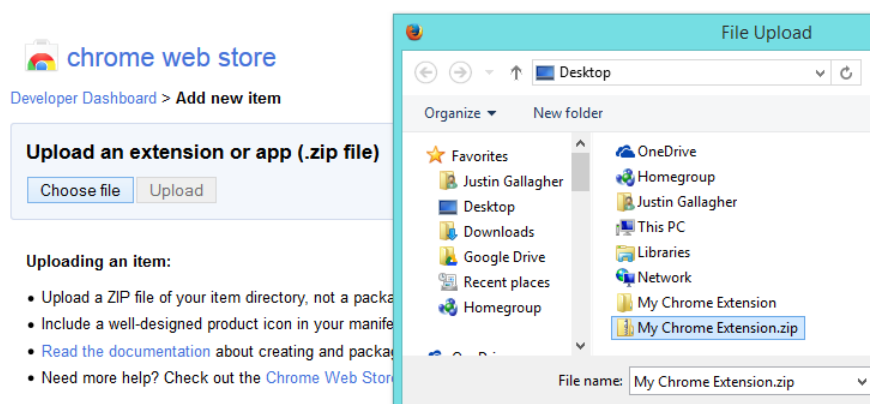 chrome web store
Developer Dashboard > Add new item
Upload an extension or app (.zip file)
Choose file Upload
Uploading an item:
• Upload a ZIP file of your item directory, not a packa
• Include a well-designed product icon in your manife
• Read the documentation about creating and packag
• Need more help? Check out the Chrome Web Stor
File Upload
Desktop
Organize New folder
Favorites
Justin Gallagher
Desktop
Downloads
Google Drive
Recent places
Homegroup
OneDrive
Homegroup
Justin Gallagher
This PC
Libraries
Network
My Chrome Extension
My Chrome Extension.zip
File name: My Chrome Extension.zip